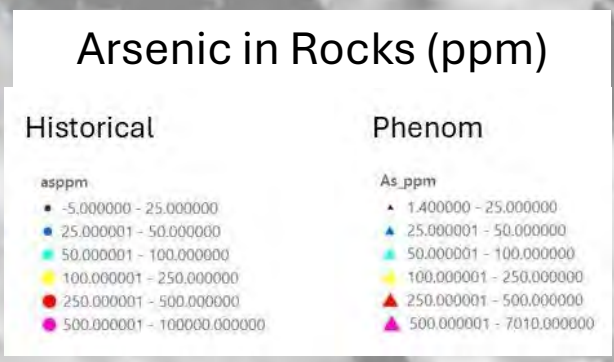 Arsenic in Rocks (ppm)
Historical
asppm
-5.000000 - 25.000000
25.000001 - 50.000000
50.000001 - 100.000000
100.000001 - 250.000000
250.000001 - 500.000000
500.000001 - 100000.000000
Phenom
As_ppm
1.400000 - 25.000000
25.000001 - 50.000000
50.000001 - 100.000000
100.000001 - 250.000000
250.000001 - 500.000000
500.000001 - 7010.000000